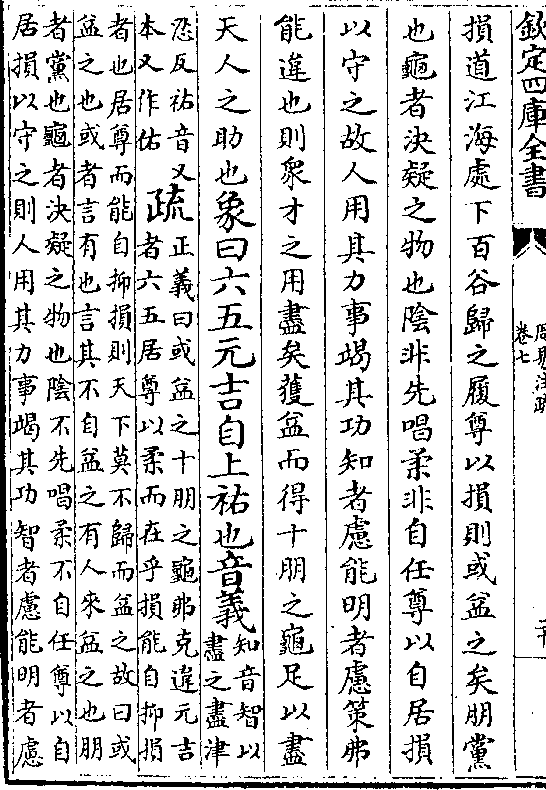 欽定四庫全書
周易注疏
卷七
損道江海處下百谷歸之履尊以損則或益之矣朋黨
也龜者決疑之物也陰非先唱柔非自任尊以自居損
以守之故人用其力事竭其功知者慮能明者慮策弗
能違也則衆才之用盡矣獲益而得十朋之龜足以盡
天人之助也象曰六五元吉自上祐也音義
知音智以
盡之盡津
忍反祐音又
本又作佑
疏
正義曰或益之十朋之龜弗克違元吉
者六五居尊以柔而在乎損能自抑損
者也居尊而能自抑損則天下莫不歸而益之故曰或
益之也或者言有也言其不自益之有人來益之也朋
者黨也龜者決疑之物也陰不先唱柔不自任尊以自
居損以守之則人用其力事竭其功智者慮能明者慮